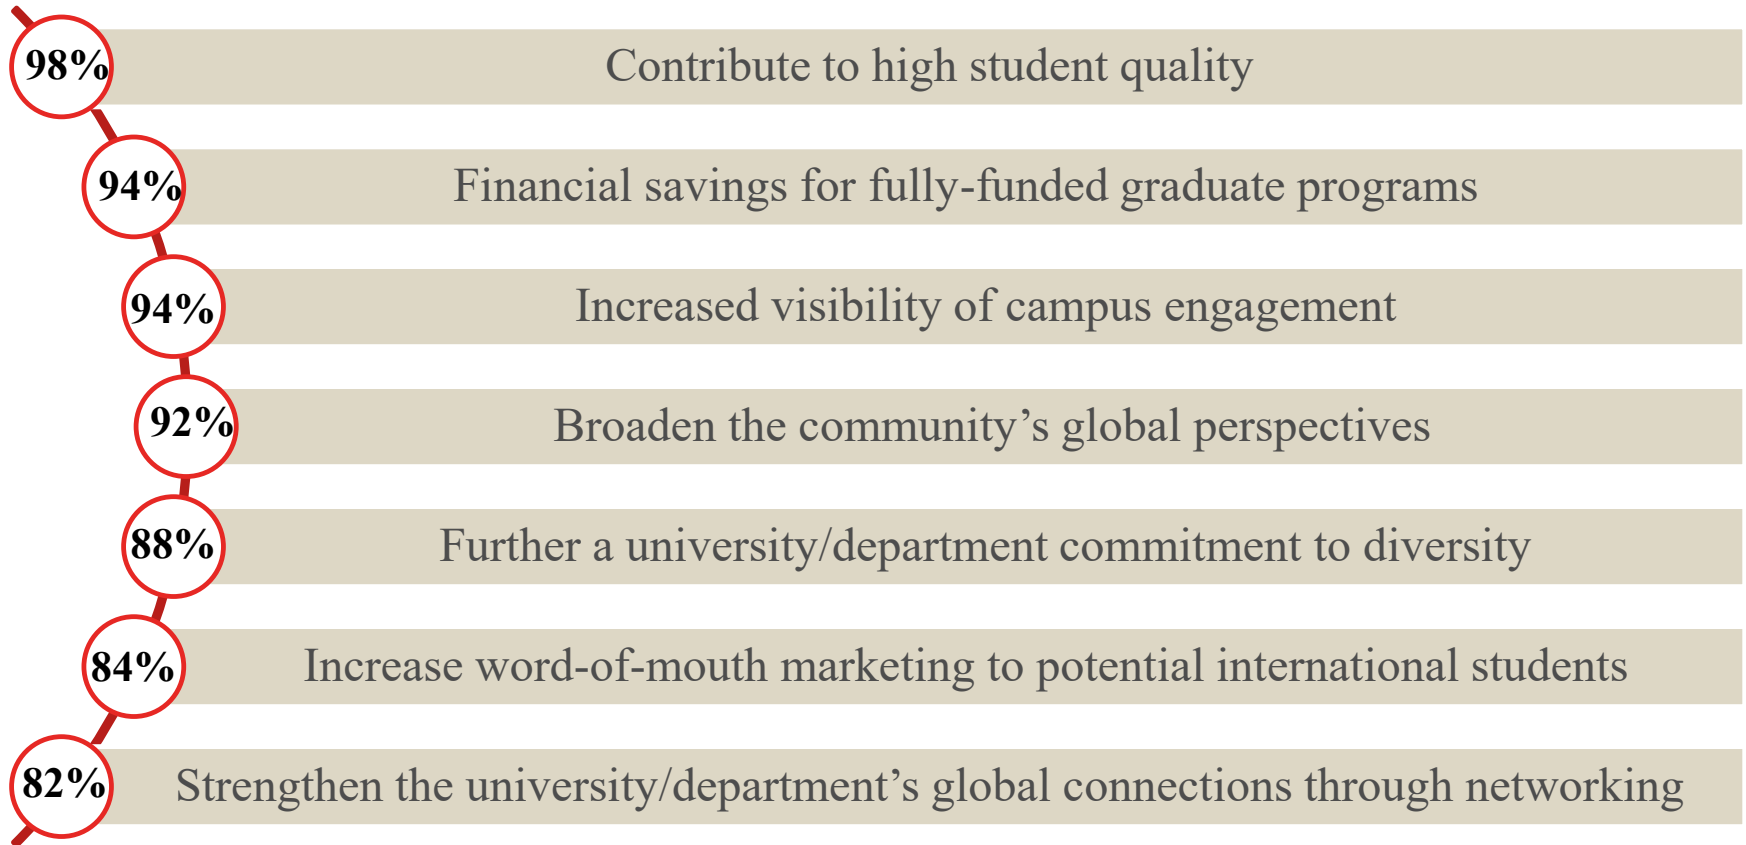 98% Contribute to high student quality
94% Financial savings for fully-funded graduate programs
94% Increased visibility of campus engagement
92% Broaden the community’s global perspectives
88% Further a university/department commitment to diversity
84% Increase word-of-mouth marketing to potential international students
82% Strengthen the university/department’s global connections through networking